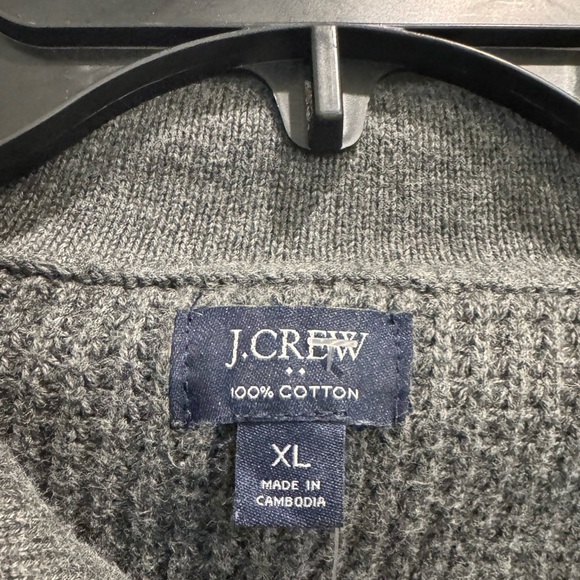 J.CREW
100% COTTON
XL
MADE IN
CAMBODIA